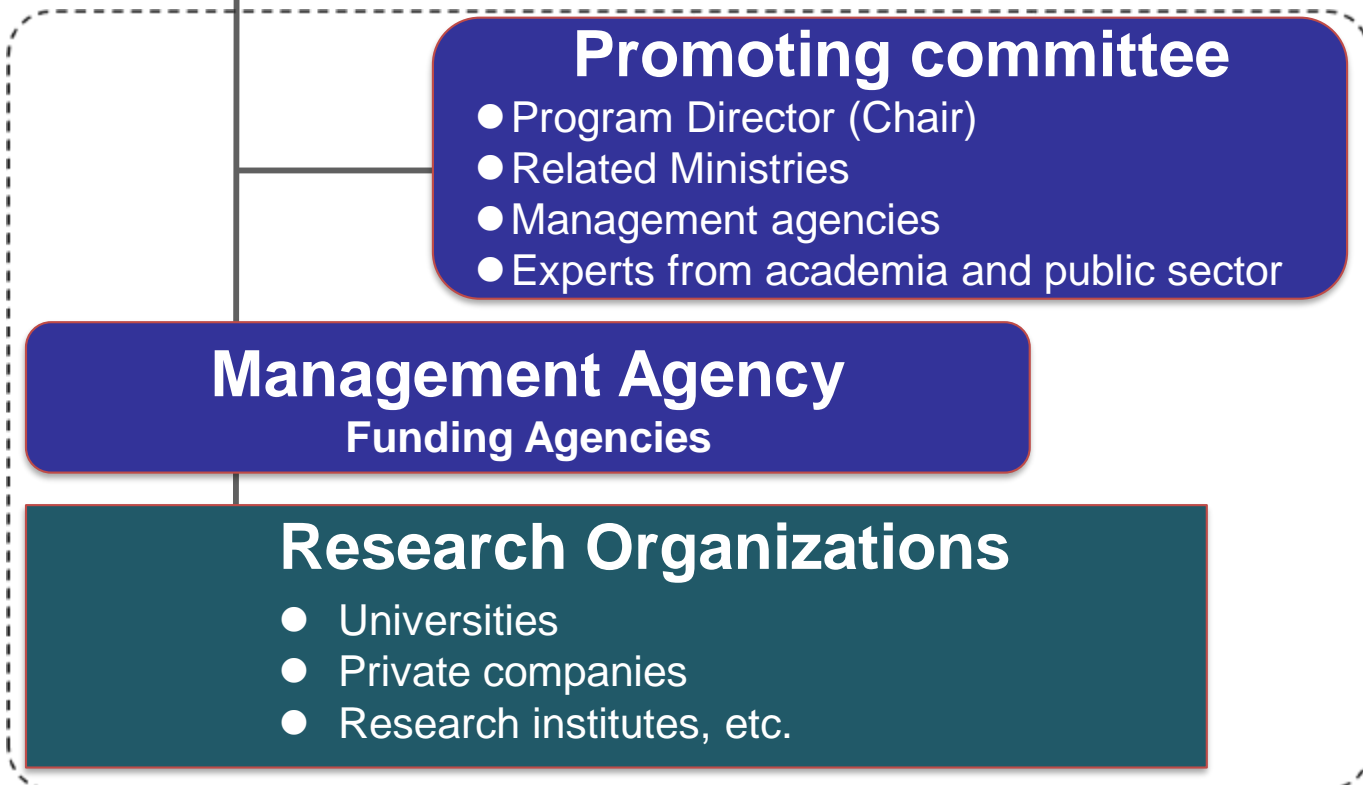 Promoting committee
● Program Director (Chair)
● Related Ministries
● Management agencies
● Experts from academia and public sector
Management Agency
Funding Agencies
Research Organizations
● Universities
● Private companies
● Research institutes, etc.